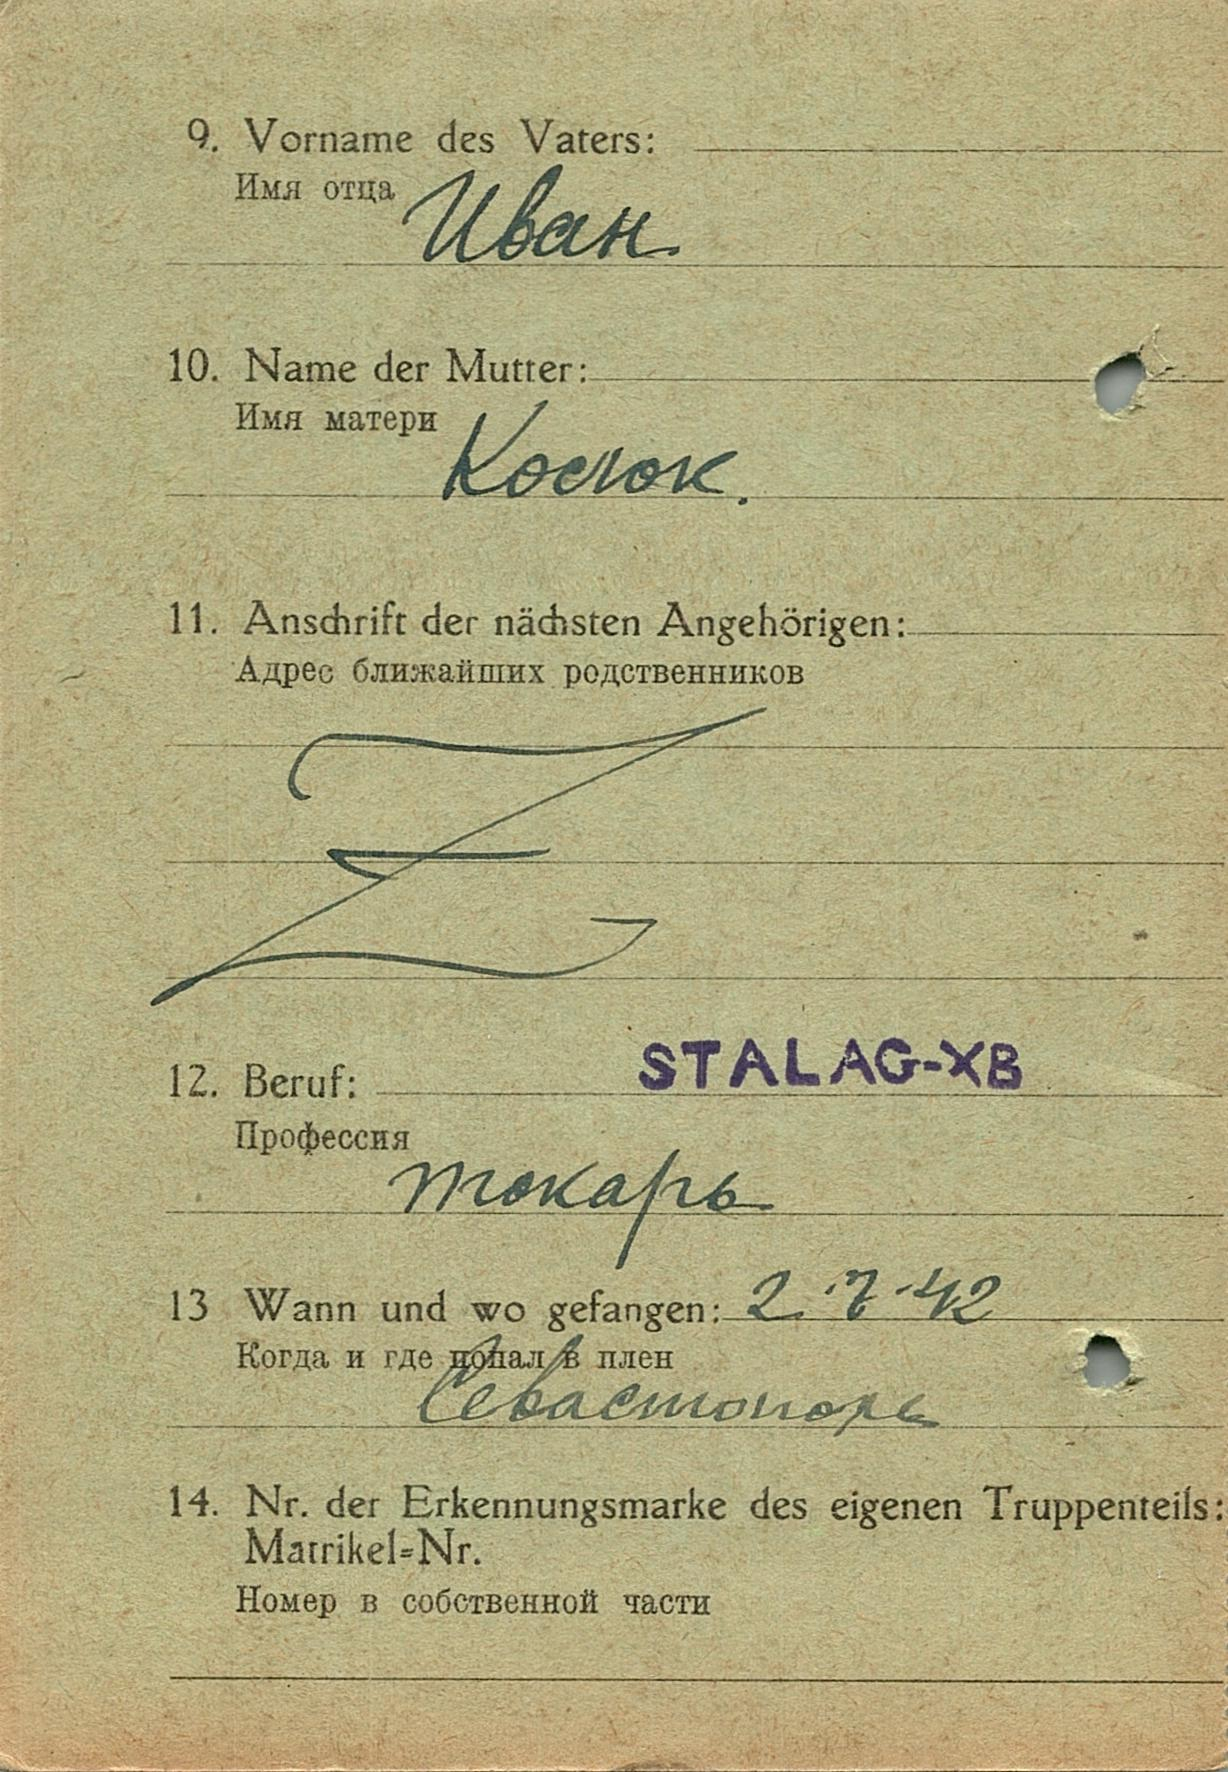 9. Vorname des Vaters:
Имя отца
Иван
10. Name der Mutter:
Имя матери
Косток.
11. Anschrift der nächsten Angehörigen:
Адрес ближайших родственников
STALAG-XB
12. Beruf:
Профессия
токарь
13 Wann und wo gefangen: 2.7.42
Когда и где попал в плен
Севастополь
14. Nr. der Erkennungsmarke des eigenen Truppenteils:
Matrikel=Nr.
Номер в собственной части